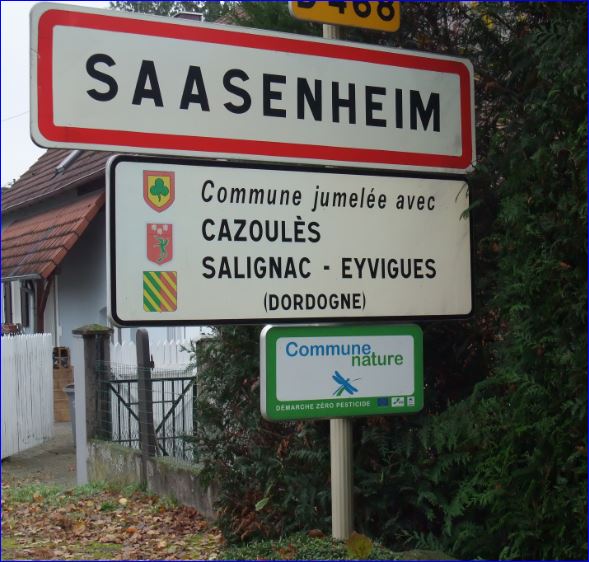 D 468
SAASENHEIM
Commune jumelée avec
CAZOULÈS
SALIGNAC - EYVIGUES
(DORDOGNE)
Commune
nature
DÉMARCHE ZÉRO PESTICIDE